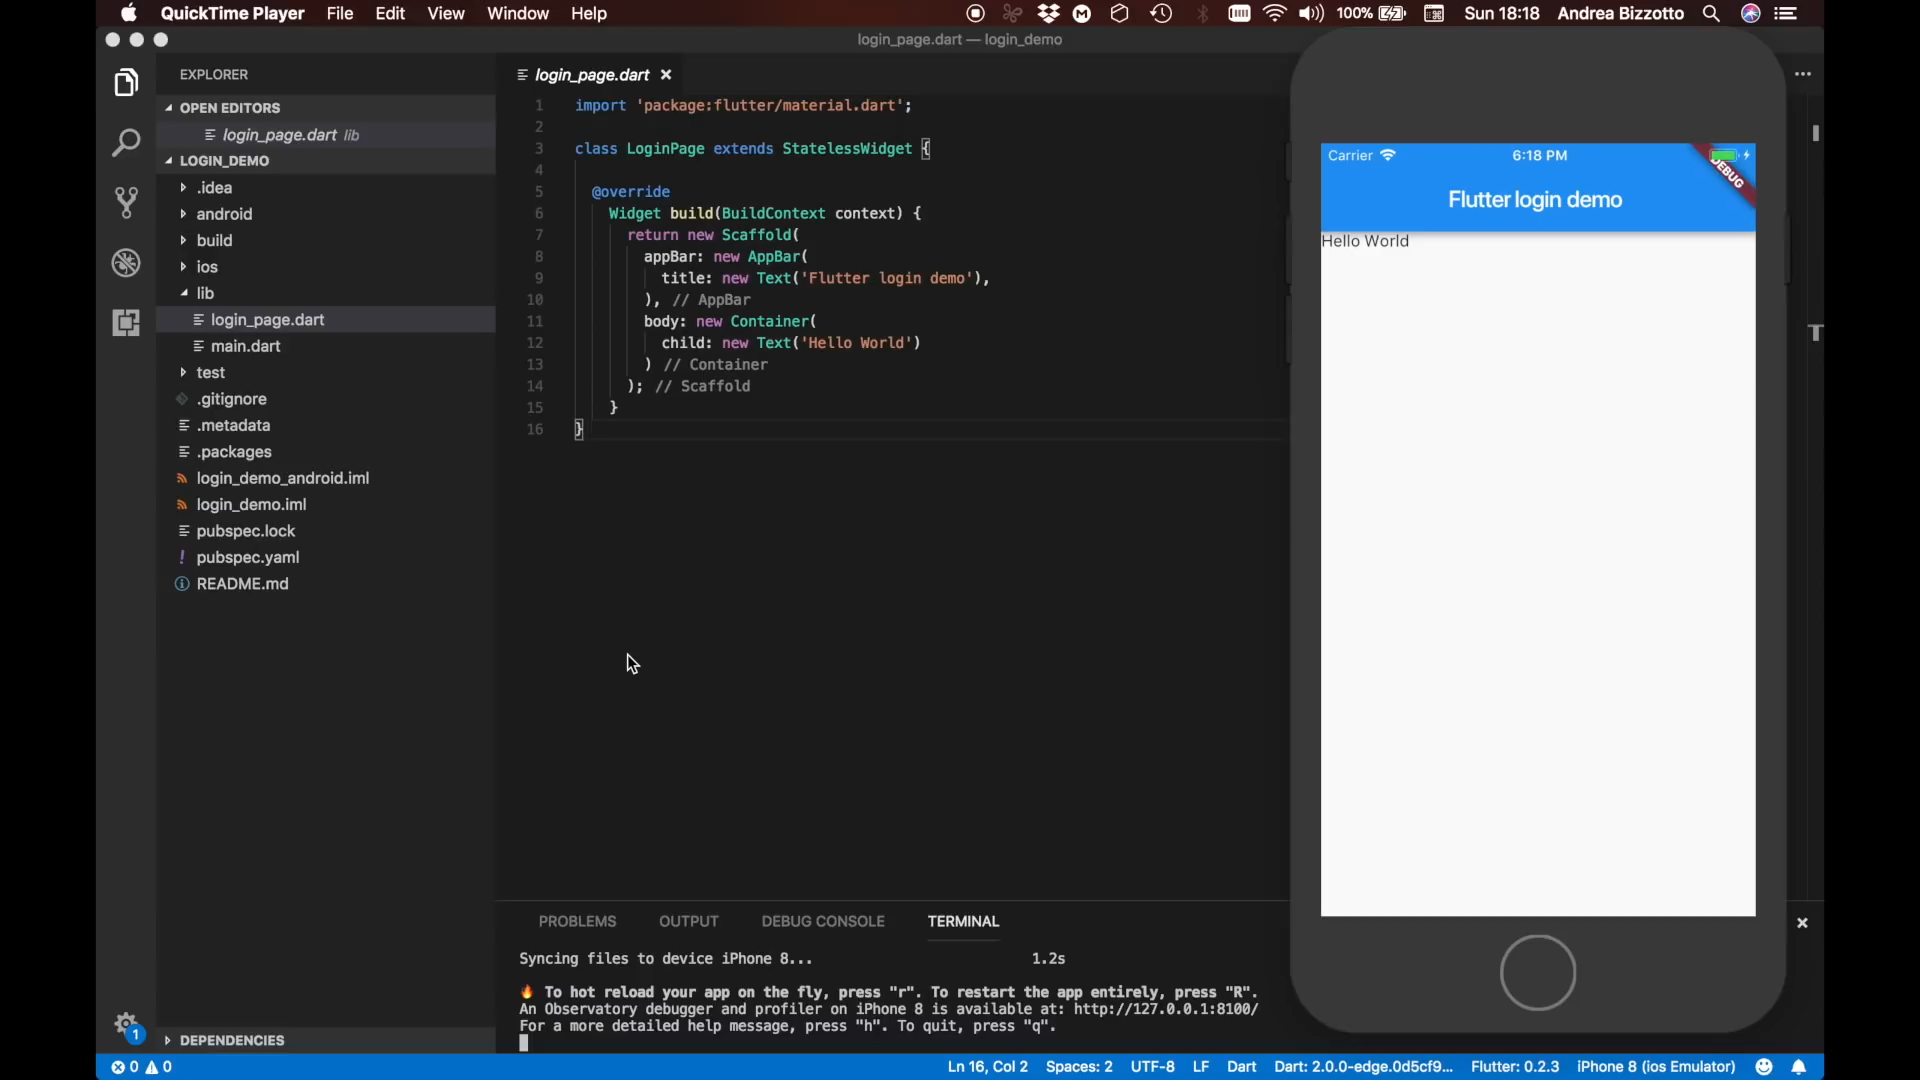 QuickTime Player File Edit View Window Help 100% Sun 18:18 Andrea Bizzotto
login_page.dart — login_demo
EXPLORER
OPEN EDITORS
login_page.dart lib
LOGIN_DEMO
.idea
android
build
ios
lib
login_page.dart
main.dart
test
.gitignore
.metadata
.packages
login_demo_android.iml
login_demo.iml
pubspec.lock
pubspec.yaml
README.md
DEPENDENCIES
1
login_page.dart
1 import 'package:flutter/material.dart';
2
3 class LoginPage extends StatelessWidget {
4
5 @override
6 Widget build(BuildContext context) {
7 return new Scaffold(
8 appBar: new AppBar(
9 title: new Text('Flutter login demo'),
10 ), // AppBar
11 body: new Container(
12 child: new Text('Hello World')
13 ) // Container
14 ); // Scaffold
15 }
16 }
Carrier 6:18 PM
DEBUG
Flutter login demo
Hello World
PROBLEMS OUTPUT DEBUG CONSOLE TERMINAL
Syncing files to device iPhone 8... 1.2s
To hot reload your app on the fly, press "r". To restart the app entirely, press "R".
An Observatory debugger and profiler on iPhone 8 is available at: http://127.0.0.1:8100/
For a more detailed help message, press "h". To quit, press "q".
0 0 Ln 16, Col 2 Spaces: 2 UTF-8 LF Dart Dart: 2.0.0-edge.0d5cf9... Flutter: 0.2.3 iPhone 8 (ios Emulator)